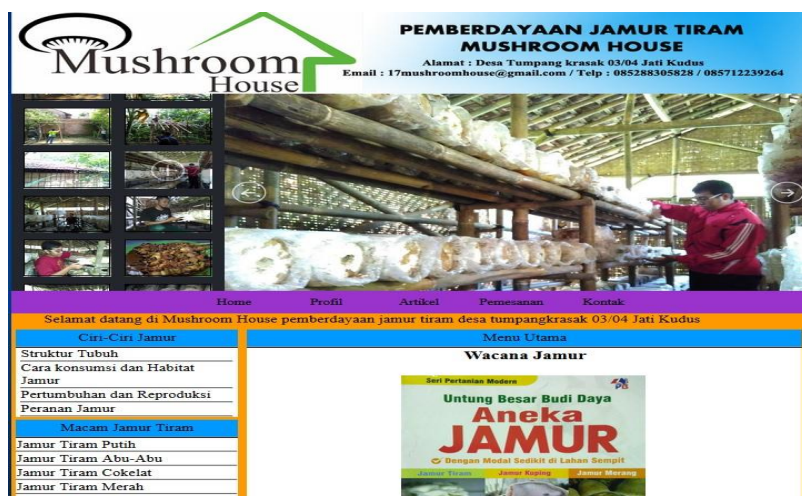 Mushroom
House
PEMBERDAYAAN JAMUR TIRAM
MUSHROOM HOUSE
Alamat : Desa Tumpang krasak 03/04 Jati Kudus
Email : 17mushroomhouse@gmail.com / Telp : 085288305828 / 085712239264
Home Profil Artikel Pemesanan Kontak
Selamat datang di Mushroom House pemberdayaan jamur tiram desa tumpangkrasak 03/04 Jati Kudus
Ciri-Ciri Jamur
Struktur Tubuh
Cara konsumsi dan Habitat
Jamur
Pertumbuhan dan Reproduksi
Peranan Jamur
Macam Jamur Tiram
Jamur Tiram Putih
Jamur Tiram Abu-Abu
Jamur Tiram Cokelat
Jamur Tiram Merah
Menu Utama
Wacana Jamur
Seri Pertanian Modern
Untung Besar Budi Daya
Aneka
JAMUR
Dengan Modal Sedikit di Lahan Sempit
Jamur Tiram Jamur Kuping Jamur Merang